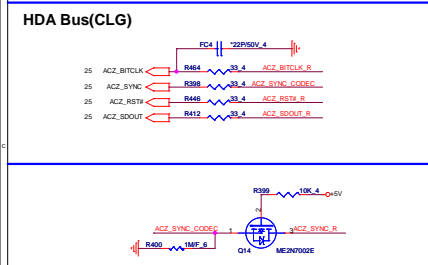 HDA Bus(CLG)
FC4 *22P/50V_4
25 ACZ_BITCLK R464 33_4 ACZ_BITCLK_R
25 ACZ_SYNC R398 33_4 ACZ_SYNC_CODEC
25 ACZ_RST# R446 33_4 ACZ_RST#_R
25 ACZ_SDOUT R412 33_4 ACZ_SDOUT_R
C
R399 10K_4 +5V
2
ACZ_SYNC_CODEC 1 3 ACZ_SYNC_R
R400 1M/F_6
Q14 ME2N7002E